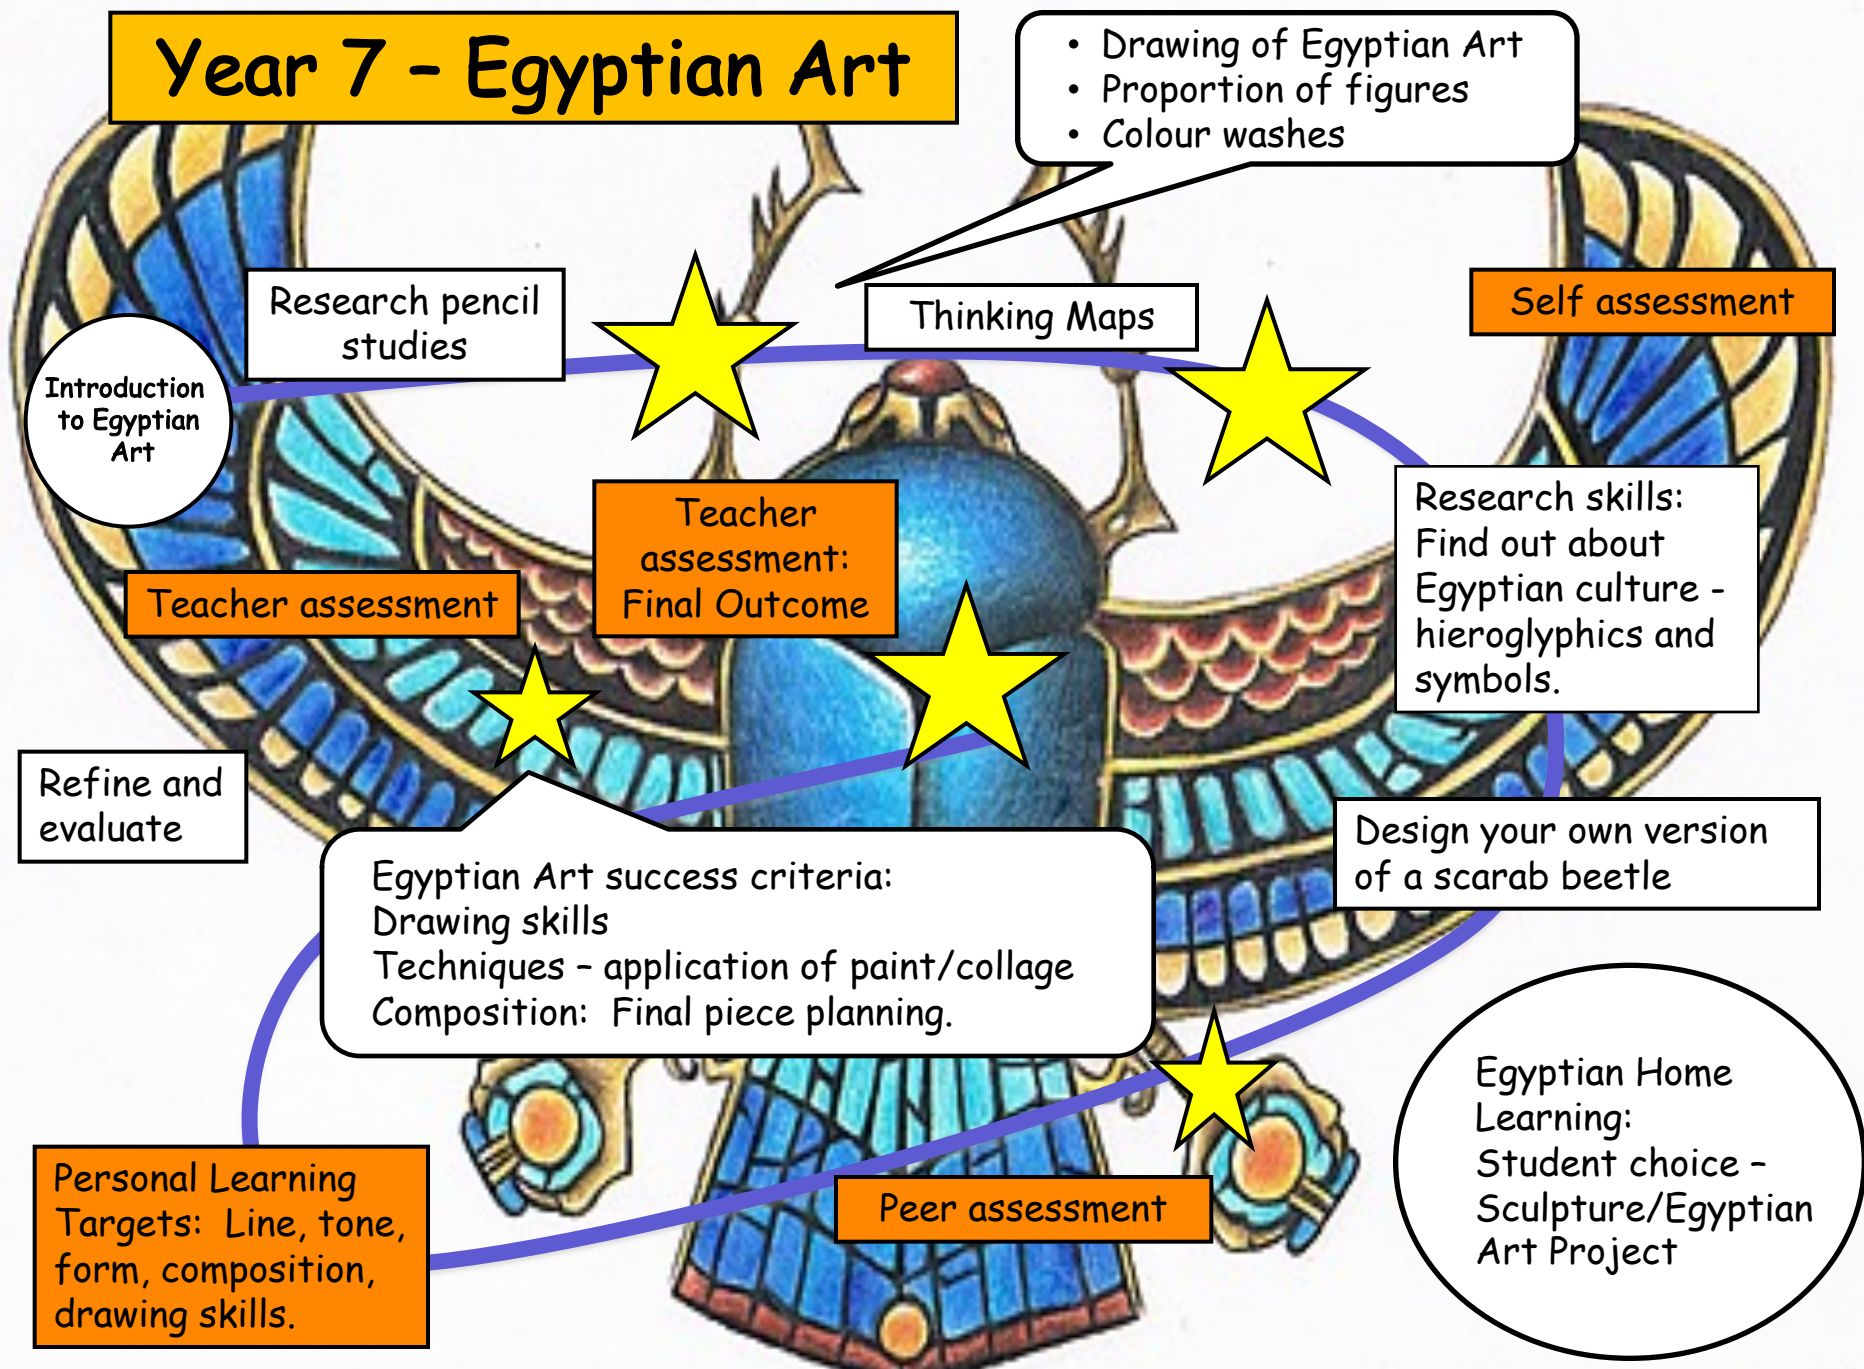 Year 7 – Egyptian Art
• Drawing of Egyptian Art
• Proportion of figures
• Colour washes
Research pencil
studies
Thinking Maps
Self assessment
Introduction
to Egyptian
Art
Research skills:
Find out about
Egyptian culture -
hieroglyphics and
symbols.
Teacher
assessment:
Final Outcome
Teacher assessment
Refine and
evaluate
Design your own version
of a scarab beetle
Egyptian Art success criteria:
Drawing skills
Techniques – application of paint/collage
Composition: Final piece planning.
Egyptian Home
Learning:
Student choice –
Sculpture/Egyptian
Art Project
Personal Learning
Targets: Line, tone,
form, composition,
drawing skills.
Peer assessment